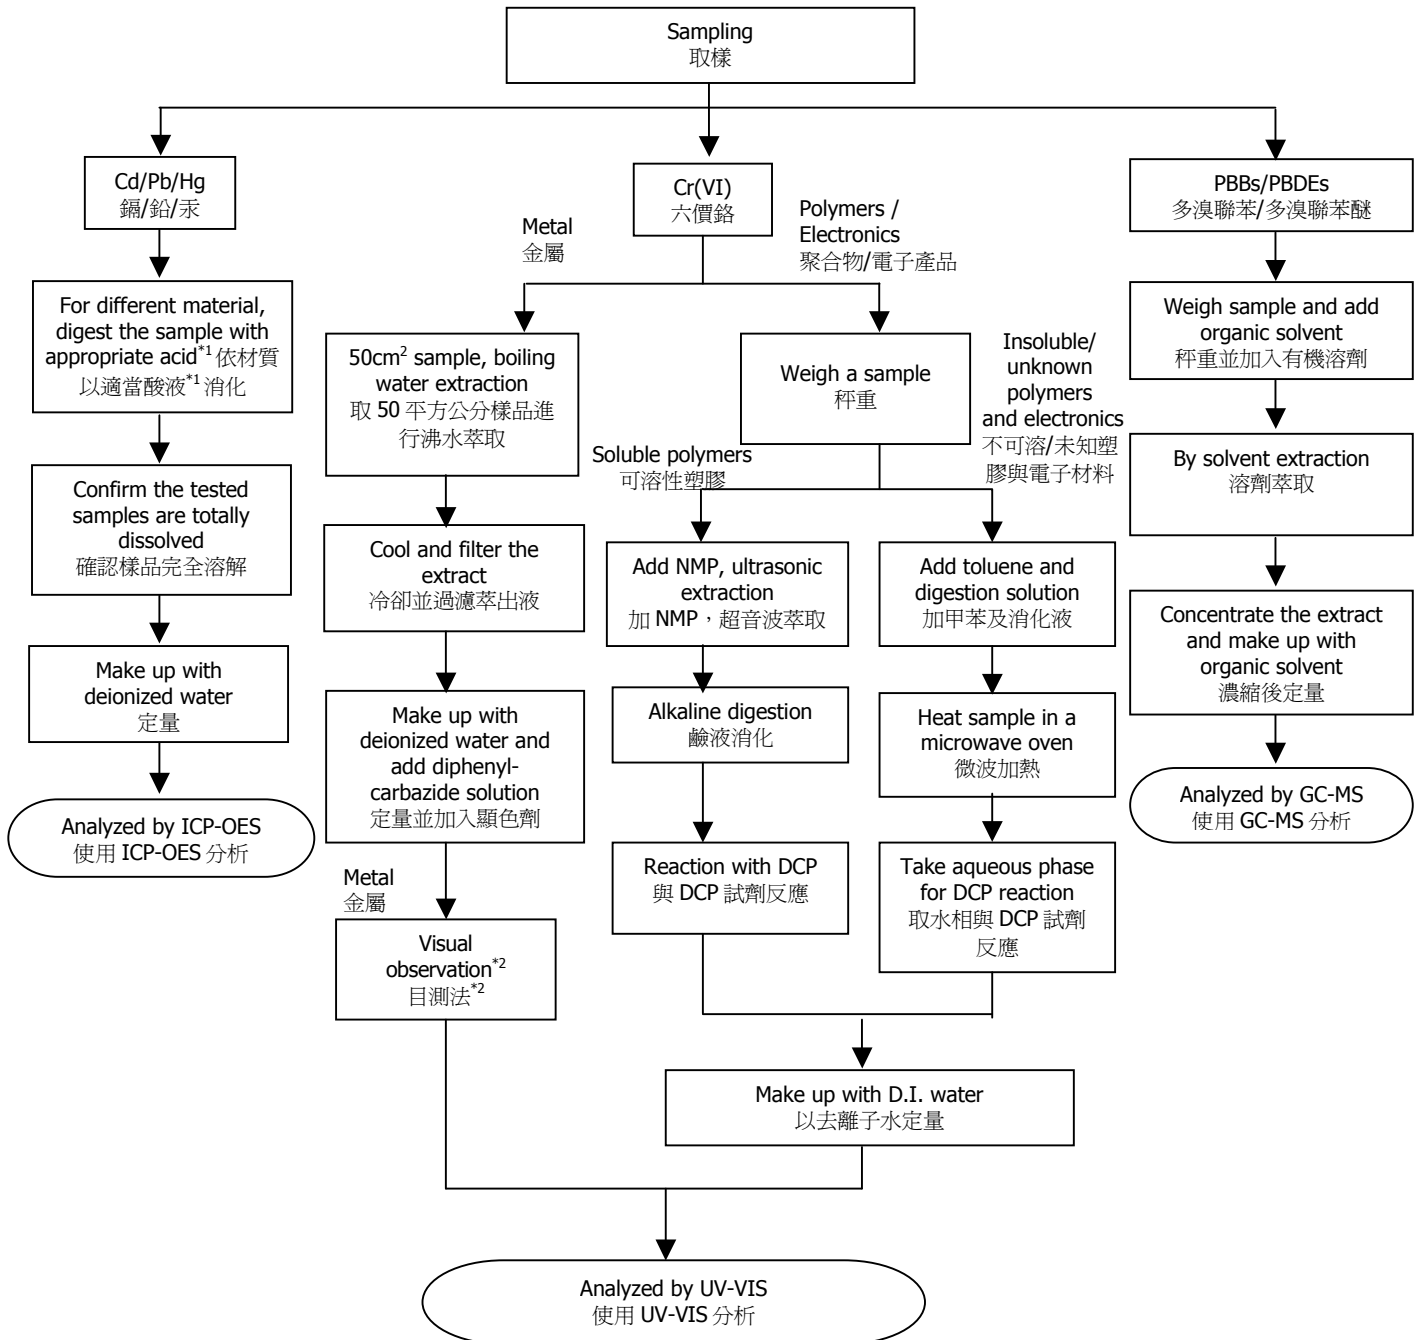 Sampling
取樣
Cd/Pb/Hg
鎘/鉛/汞
Cr(VI)
六價鉻
PBBs/PBDEs
多溴聯苯/多溴聯苯醚
Metal
金屬
Polymers /
Electronics
聚合物/電子產品
For different material,
digest the sample with
appropriate acid*1 依材質
以適當酸液*1 消化
50cm2 sample, boiling
water extraction
取 50 平方公分樣品進
行沸水萃取
Weigh a sample
秤重
Insoluble/
unknown
polymers
and electronics
不可溶/未知塑
膠與電子材料
Weigh sample and add
organic solvent
秤重並加入有機溶劑
Soluble polymers
可溶性塑膠
Confirm the tested
samples are totally
dissolved
確認樣品完全溶解
Cool and filter the
extract
冷卻並過濾萃出液
Add NMP, ultrasonic
extraction
加 NMP，超音波萃取
Add toluene and
digestion solution
加甲苯及消化液
By solvent extraction
溶劑萃取
Make up with
deionized water
定量
Make up with
deionized water and
add diphenyl-
carbazide solution
定量並加入顯色劑
Alkaline digestion
鹼液消化
Heat sample in a
microwave oven
微波加熱
Concentrate the extract
and make up with
organic solvent
濃縮後定量
Analyzed by ICP-OES
使用 ICP-OES 分析
Metal
金屬
Visual
observation*2
目測法*2
Reaction with DCP
與 DCP 試劑反應
Take aqueous phase
for DCP reaction
取水相與 DCP 試劑
反應
Analyzed by GC-MS
使用 GC-MS 分析
Make up with D.I. water
以去離子水定量
Analyzed by UV-VIS
使用 UV-VIS 分析